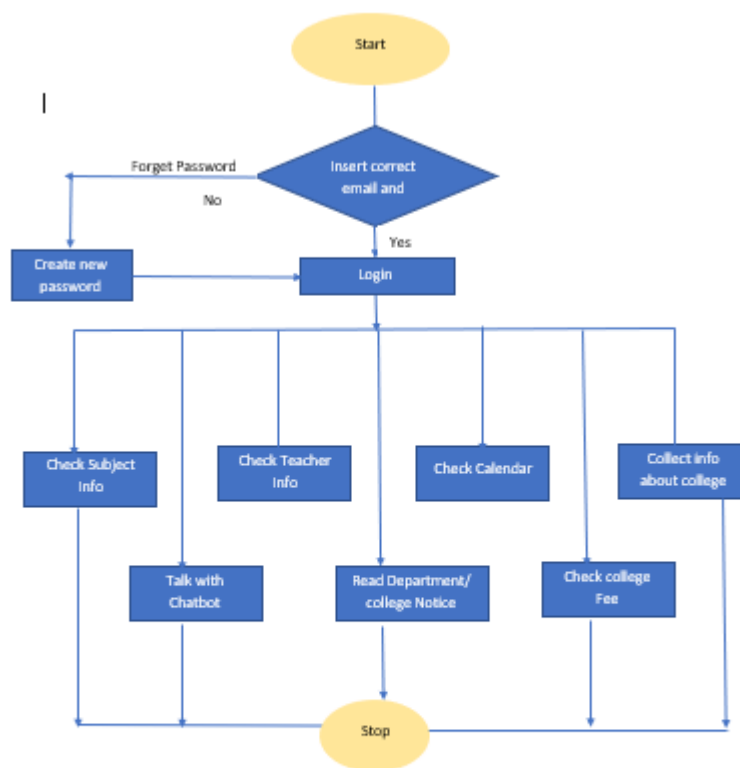 Start
Forget Password
Insert correct
email and
No
Yes
Create new
password
Login
Check Subject
Info
Check Teacher
Info
Check Calendar
Collect info
about college
Talk with
Chatbot
Read Department/
college Notice
Check college
Fee
Stop